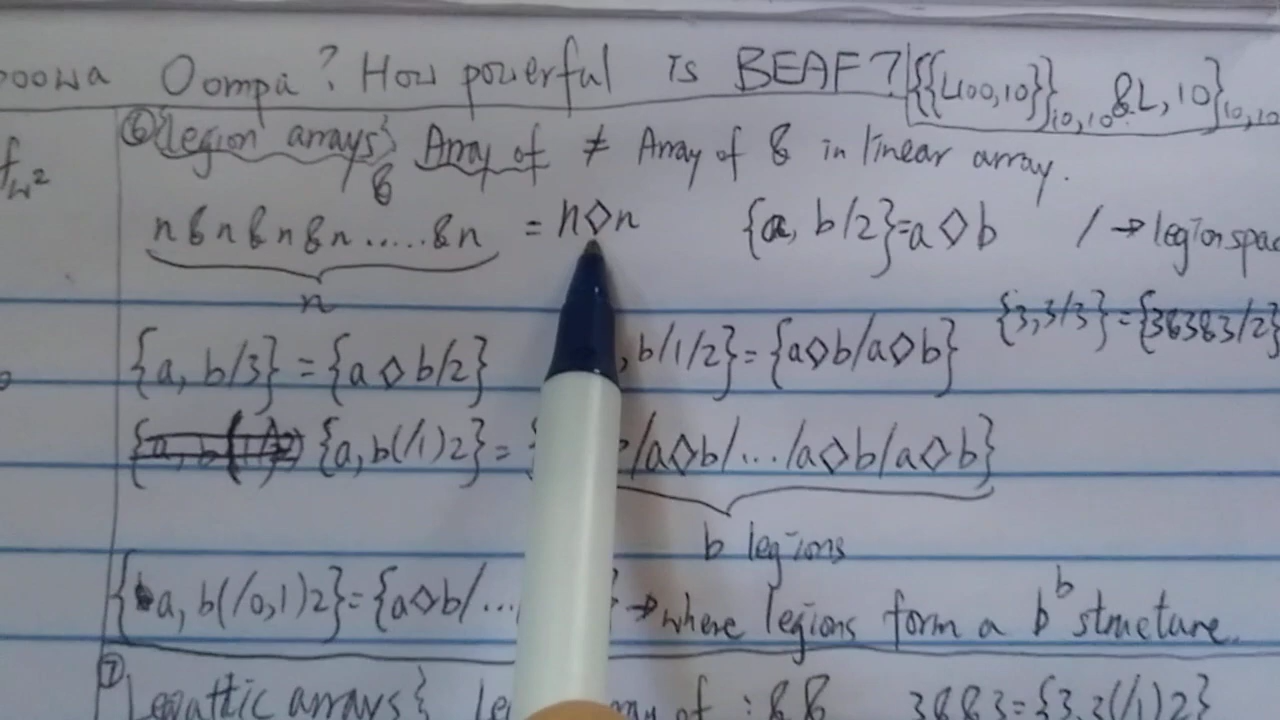 Oompa? How powerful is BEAF? {{L100,10}}10,10 & L,10}10,10
fω²
⑥ Legion arrays} Array of ≠ Array of & in linear array.
&
n&n&n&n.....&n = n◇n {a, b/2}=a◇b / → legion
n
{a, b/3} = {a◇b/2} , b/1/2}={a◇b/a◇b} {3,3/3}={3&3&3/2}
{a,b(/1)2}= /a◇b/.../a◇b/a◇b}
b legions
{a, b(/0,1)2}={a◇b/... } → where legions form a b^b structure.
⑦ arrays} of : && 3&&3={3,3(/1)2}